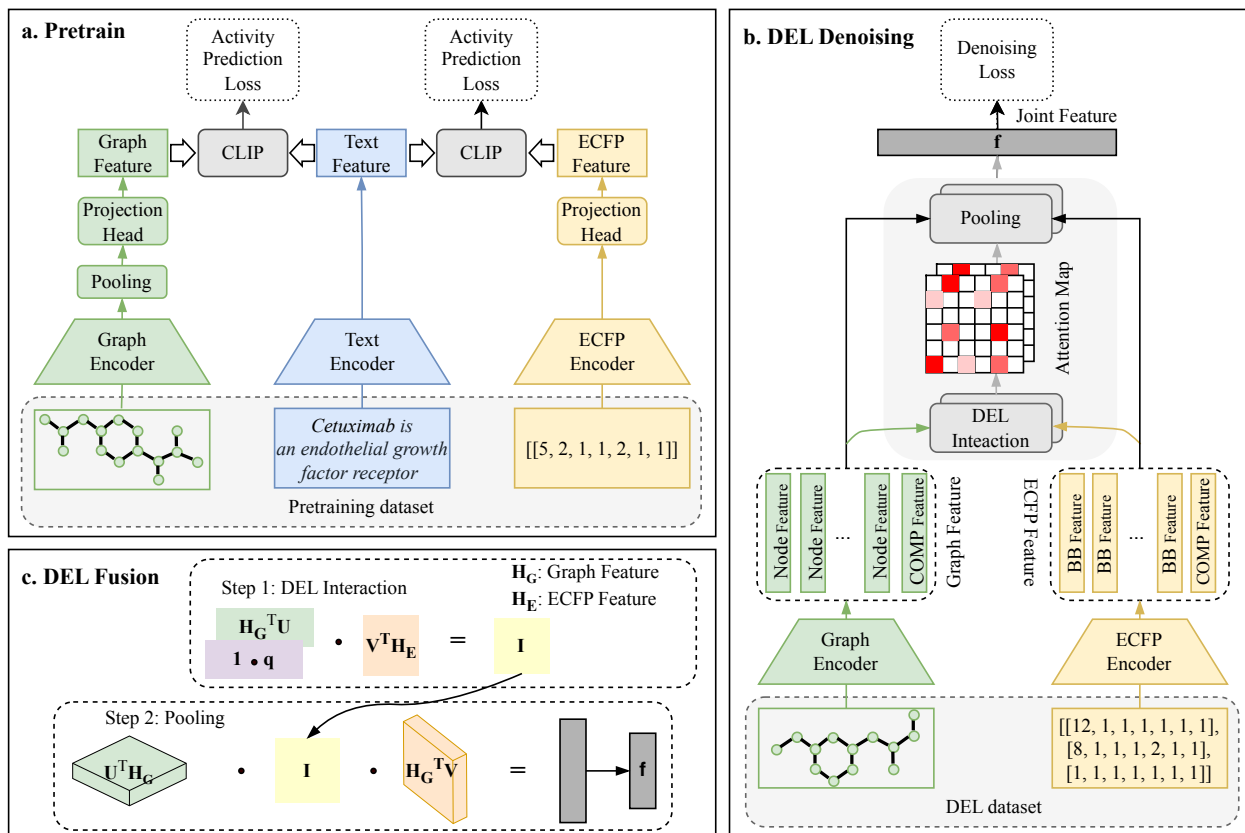 a. Pretrain
Activity
Prediction
Loss
Activity
Prediction
Loss
Graph
Feature
CLIP
Text
Feature
CLIP
ECFP
Feature
Projection
Head
Projection
Head
Pooling
Graph
Encoder
Text
Encoder
ECFP
Encoder
Cetuximab is
an endothelial growth
factor receptor
[[5, 2, 1, 1, 2, 1, 1]]
Pretraining dataset
b. DEL Denoising
Denoising
Loss
Joint Feature
f
Pooling
Attention Map
DEL
Inteaction
Node Feature
Node Feature
...
Node Feature
COMP Feature
Graph Feature
ECFP Feature
BB Feature
BB Feature
...
BB Feature
COMP Feature
Graph
Encoder
ECFP
Encoder
[[12, 1, 1, 1, 1, 1, 1],
[8, 1, 1, 1, 2, 1, 1],
[1, 1, 1, 1, 1, 1, 1]]
DEL dataset
c. DEL Fusion
Step 1: DEL Interaction
H_G: Graph Feature
H_E: ECFP Feature
H_G^T U
1 • q
•
V^T H_E
=
I
Step 2: Pooling
U^T H_G
•
I
•
H_G^T V
=
f